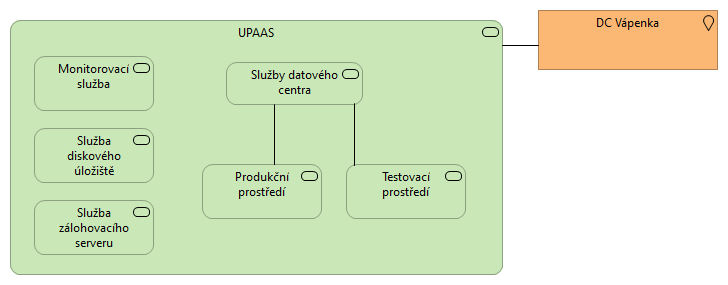 UPAAS
DC Vápenka
Monitorovací
služba
Služby datového
centra
Služba
diskového
úložiště
Produkční
prostředí
Testovací
prostředí
Služba
zálohovacího
serveru